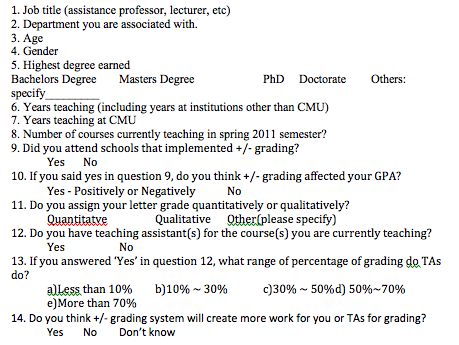 1. Job title (assistance professor, lecturer, etc)
2. Department you are associated with.
3. Age
4. Gender
5. Highest degree earned
Bachelors Degree Masters Degree PhD Doctorate Others:
specify__________
6. Years teaching (including years at institutions other than CMU)
7. Years teaching at CMU
8. Number of courses currently teaching in spring 2011 semester?
9. Did you attend schools that implemented +/- grading?
Yes No
10. If you said yes in question 9, do you think +/- grading affected your GPA?
Yes - Positively or Negatively No
11. Do you assign your letter grade quantitatively or qualitatively?
Quantitatve Qualitative Other(please specify)
12. Do you have teaching assistant(s) for the course(s) you are currently teaching?
Yes No
13. If you answered 'Yes' in question 12, what range of percentage of grading do TAs
do?
a)Less than 10% b)10% ~ 30% c)30% ~ 50%d) 50%~70%
e)More than 70%
14. Do you think +/- grading system will create more work for you or TAs for grading?
Yes No Don't know